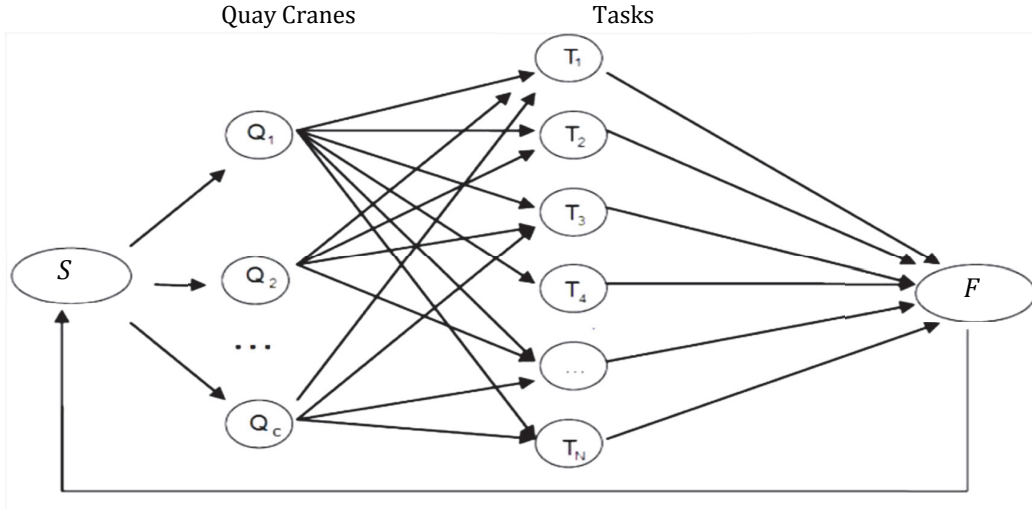 Quay Cranes Tasks
T1
Q1
T2
T3
S
Q2
T4
F
...
...
Qc
TN